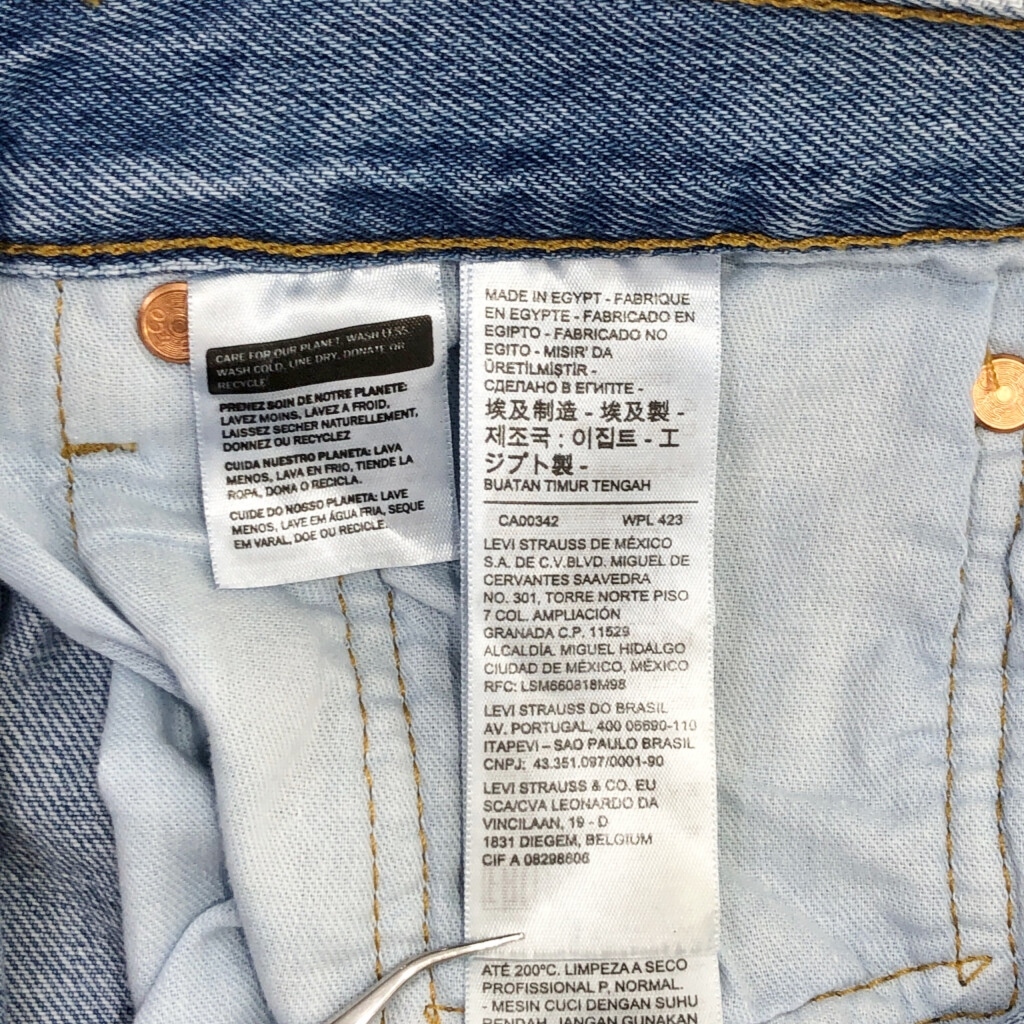 CARE FOR OUR PLANET: WASH LESS,
WASH COLD, LINE DRY, DONATE OR
RECYCLE
PRENEZ SOIN DE NOTRE PLANETE:
LAVEZ MOINS, LAVEZ A FROID,
LAISSEZ SECHER NATURELLEMENT,
DONNEZ OU RECYCLEZ
CUIDA NUESTRO PLANETA: LAVA
MENOS, LAVA EN FRIO, TIENDE LA
ROPA, DONA O RECICLA.
CUIDE DO NOSSO PLANETA: LAVE
MENOS, LAVE EM ÁGUA FRIA, SEQUE
EM VARAL, DOE OU RECICLE.
MADE IN EGYPT - FABRIQUE
EN EGYPTE - FABRICADO EN
EGIPTO - FABRICADO NO
EGITO - MISIR' DA
ÜRETİLMİŞTİR -
СДЕЛАНО В ЕГИПТЕ -
埃及制造 - 埃及製 -
제조국 : 이집트 - エ
ジプト製 -
BUATAN TIMUR TENGAH
CA00342 WPL 423
LEVI STRAUSS DE MÉXICO
S.A. DE C.V.BLVD. MIGUEL DE
CERVANTES SAAVEDRA
NO. 301, TORRE NORTE PISO
7 COL. AMPLIACIÓN
GRANADA C.P. 11529
ALCALDÍA. MIGUEL HIDALGO
CIUDAD DE MÉXICO, MÉXICO
RFC: LSM660818M98
LEVI STRAUSS DO BRASIL
AV. PORTUGAL, 400 06690-110
ITAPEVI – SAO PAULO BRASIL
CNPJ: 43.351.097/0001-90
LEVI STRAUSS & CO. EU
SCA/CVA LEONARDO DA
VINCILAAN, 19 - D
1831 DIEGEM, BELGIUM
CIF A 08298606
ATÉ 200ºC. LIMPEZA A SECO
PROFISSIONAL P, NORMAL.
- MESIN CUCI DENGAN SUHU
RENDAH, JANGAN GUNAKAN